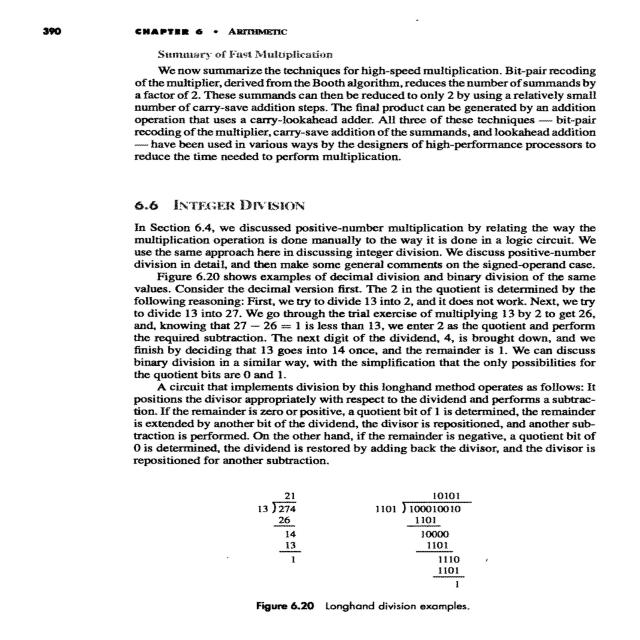 390 CHAPTER 6 • ARITHMETIC
Summary of Fast Multiplication
We now summarize the techniques for high-speed multiplication. Bit-pair recoding
of the multiplier, derived from the Booth algorithm, reduces the number of summands by
a factor of 2. These summands can then be reduced to only 2 by using a relatively small
number of carry-save addition steps. The final product can be generated by an addition
operation that uses a carry-lookahead adder. All three of these techniques — bit-pair
recoding of the multiplier, carry-save addition of the summands, and lookahead addition
— have been used in various ways by the designers of high-performance processors to
reduce the time needed to perform multiplication.
6.6 INTEGER DIVISION
In Section 6.4, we discussed positive-number multiplication by relating the way the
multiplication operation is done manually to the way it is done in a logic circuit. We
use the same approach here in discussing integer division. We discuss positive-number
division in detail, and then make some general comments on the signed-operand case.
Figure 6.20 shows examples of decimal division and binary division of the same
values. Consider the decimal version first. The 2 in the quotient is determined by the
following reasoning: First, we try to divide 13 into 2, and it does not work. Next, we try
to divide 13 into 27. We go through the trial exercise of multiplying 13 by 2 to get 26,
and, knowing that 27 − 26 = 1 is less than 13, we enter 2 as the quotient and perform
the required subtraction. The next digit of the dividend, 4, is brought down, and we
finish by deciding that 13 goes into 14 once, and the remainder is 1. We can discuss
binary division in a similar way, with the simplification that the only possibilities for
the quotient bits are 0 and 1.
A circuit that implements division by this longhand method operates as follows: It
positions the divisor appropriately with respect to the dividend and performs a subtrac-
tion. If the remainder is zero or positive, a quotient bit of 1 is determined, the remainder
is extended by another bit of the dividend, the divisor is repositioned, and another sub-
traction is performed. On the other hand, if the remainder is negative, a quotient bit of
0 is determined, the dividend is restored by adding back the divisor, and the divisor is
repositioned for another subtraction.
21
13 ) 274
26
14
13
1
10101
1101 ) 100010010
1101
10000
1101
1110
1101
1
Figure 6.20 Longhand division examples.